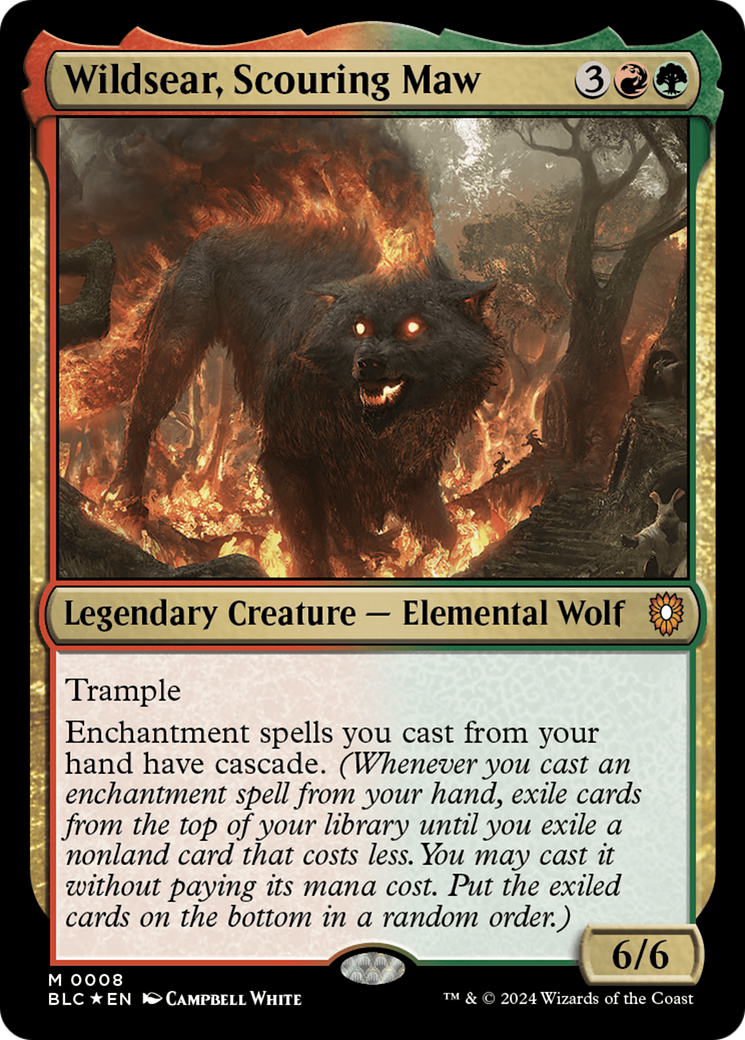 Wildsear, Scouring Maw 3
Legendary Creature — Elemental Wolf
Trample
Enchantment spells you cast from your
hand have cascade. (Whenever you cast an
enchantment spell from your hand, exile cards
from the top of your library until you exile a
nonland card that costs less. You may cast it
without paying its mana cost. Put the exiled
cards on the bottom in a random order.)
6/6
M 0008
BLC ★ EN Campbell White
™ & © 2024 Wizards of the Coast